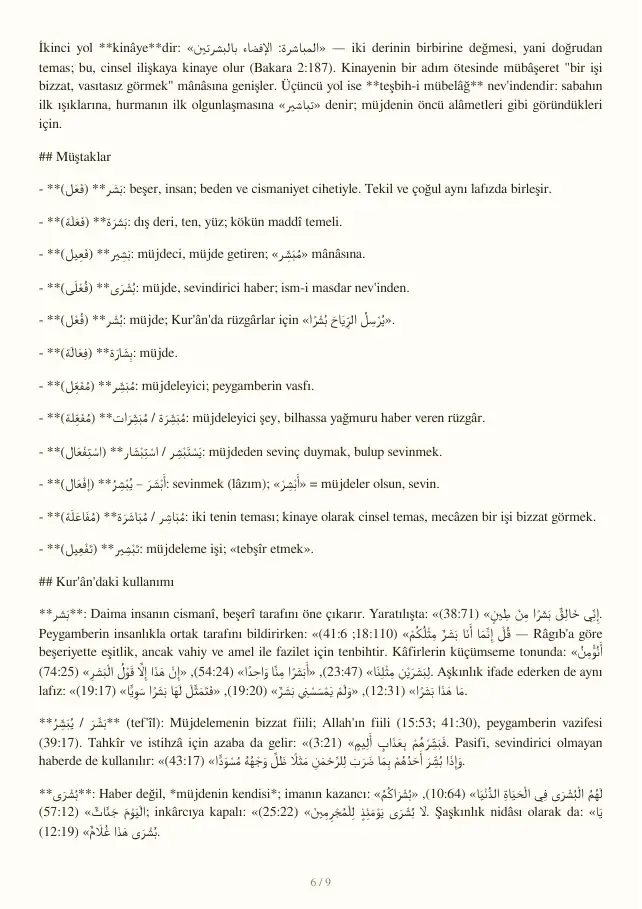 İkinci yol **kinâye**dir: «المباشرة: الإفضاء بالبشرتين» — iki derinin birbirine değmesi, yani doğrudan
temas; bu, cinsel ilişkaya kinaye olur (Bakara 2:187). Kinayenin bir adım ötesinde mübâşeret "bir işi
bizzat, vasıtasız görmek" mânâsına genişler. Üçüncü yol ise **teşbih-i mübelâğ** nev'indendir: sabahın
ilk ışıklarına, hurmanın ilk olgunlaşmasına «تباشير» denir; müjdenin öncü alâmetleri gibi göründükleri
için.
## Müştaklar
- **بَشَر** (فَعَل): beşer, insan; beden ve cismaniyet cihetiyle. Tekil ve çoğul aynı lafızda birleşir.
- **بَشَرَة** (فَعَلَة): dış deri, ten, yüz; kökün maddî temeli.
- **بَشِير** (فَعِيل): müjdeci, müjde getiren; «مُبَشِّر» mânâsına.
- **بُشْرَى** (فُعْلَى): müjde, sevindirici haber; ism-i masdar nev'inden.
- **بُشْر** (فُعْل): müjde; Kur'ân'da rüzgârlar için «يُرْسِلُ الرِّيَاحَ بُشْرًا».
- **بِشَارَة** (فِعَالَة): müjde.
- **مُبَشِّر** (مُفَعِّل): müjdeleyici; peygamberin vasfı.
- **مُبَشِّرَة / مُبَشِّرَات** (مُفَعِّلة): müjdeleyici şey, bilhassa yağmuru haber veren rüzgâr.
- **يَسْتَبْشِر / اسْتِبْشَار** (اسْتِفْعَال): müjdeden sevinç duymak, bulup sevinmek.
- **أَبْشَرَ – يُبْشِرُ** (إِفْعَال): sevinmek (lâzım); «أَبْشِرْ» = müjdeler olsun, sevin.
- **مُبَاشِر / مُبَاشَرَة** (مُفَاعَلَة): iki tenin teması; kinaye olarak cinsel temas, mecâzen bir işi bizzat görmek.
- **تَبْشِير** (تَفْعِيل): müjdeleme işi; «tebşîr etmek».
## Kur'ân'daki kullanımı
**بَشَر**: Daima insanın cismanî, beşerî tarafını öne çıkarır. Yaratılışta: «إِنِّي خَالِقٌ بَشَرًا مِنْ طِينٍ» (38:71).
Peygamberin insanlıkla ortak tarafını bildirirken: «قُلْ إِنَّمَا أَنَا بَشَرٌ مِثْلُكُمْ» (18:110; 41:6) — Râgıb'a göre
beşeriyette eşitlik, ancak vahiy ve amel ile fazilet için tenbihtir. Kâfirlerin küçümseme tonunda: «أَنُؤْمِنُ
لِبَشَرَيْنِ مِثْلِنَا» (23:47), «أَبَشَرًا مِنَّا وَاحِدًا» (54:24), «إِنْ هَذَا إِلَّا قَوْلُ الْبَشَرِ» (74:25). Aşkınlık ifade ederken de aynı
lafız: «مَا هَذَا بَشَرًا» (12:31), «وَلَمْ يَمْسَسْنِي بَشَرٌ» (19:20), «فَتَمَثَّلَ لَهَا بَشَرًا سَوِيًّا» (19:17).
**بَشَّرَ / يُبَشِّرُ** (tef'îl): Müjdelemenin bizzat fiili; Allah'ın fiili (15:53; 41:30), peygamberin vazifesi
(39:17). Tahkîr ve istihzâ için azaba da gelir: «فَبَشِّرْهُمْ بِعَذَابٍ أَلِيمٍ» (3:21). Pasifi, sevindirici olmayan
haberde de kullanılır: «وَإِذَا بُشِّرَ أَحَدُهُمْ بِمَا ضَرَبَ لِلرَّحْمَنِ مَثَلًا ظَلَّ وَجْهُهُ مُسْوَدًّا» (43:17).
**بُشْرَى**: Haber değil, *müjdenin kendisi*; imanın kazancı: «لَهُمُ الْبُشْرَى فِي الْحَيَاةِ الدُّنْيَا» (10:64), «بُشْرَاكُمُ
الْيَوْمَ جَنَّاتٌ» (57:12); inkârcıya kapalı: «لَا بُشْرَى يَوْمَئِذٍ لِلْمُجْرِمِينَ» (25:22). Şaşkınlık nidâsı olarak da: «يَا
بُشْرَى هَذَا غُلَامٌ» (12:19).
6 / 9